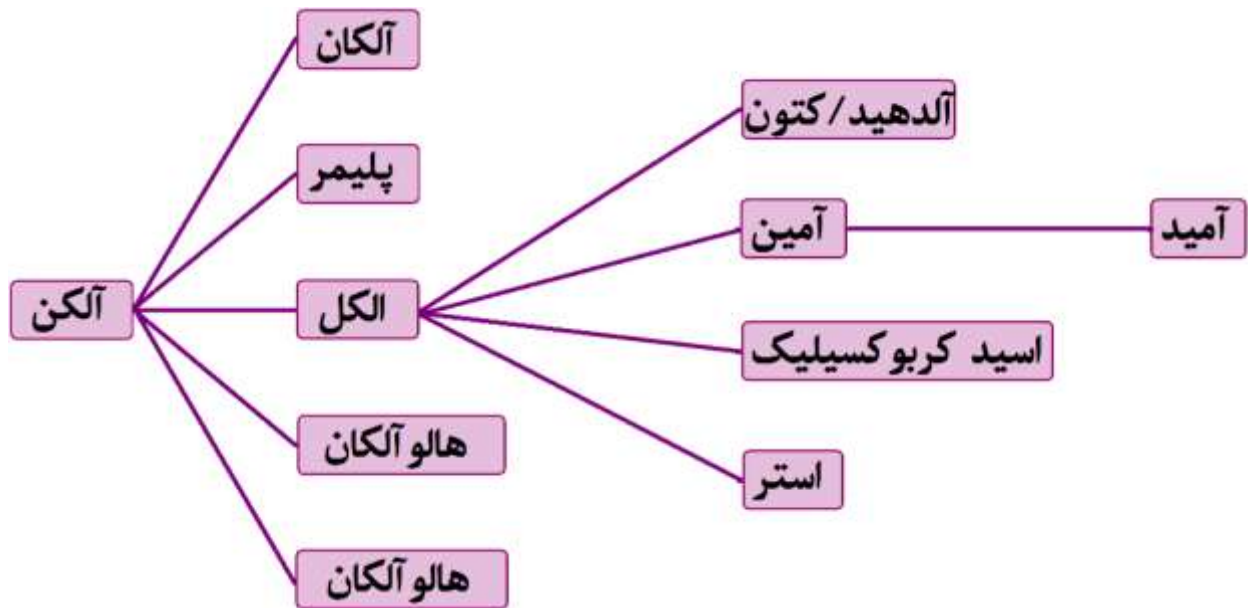 آلکان
پلیمر
آلکن
الکل
هالو آلکان
هالو آلکان
آلدهید/کتون
آمین
آمید
اسید کربوکسیلیک
استر